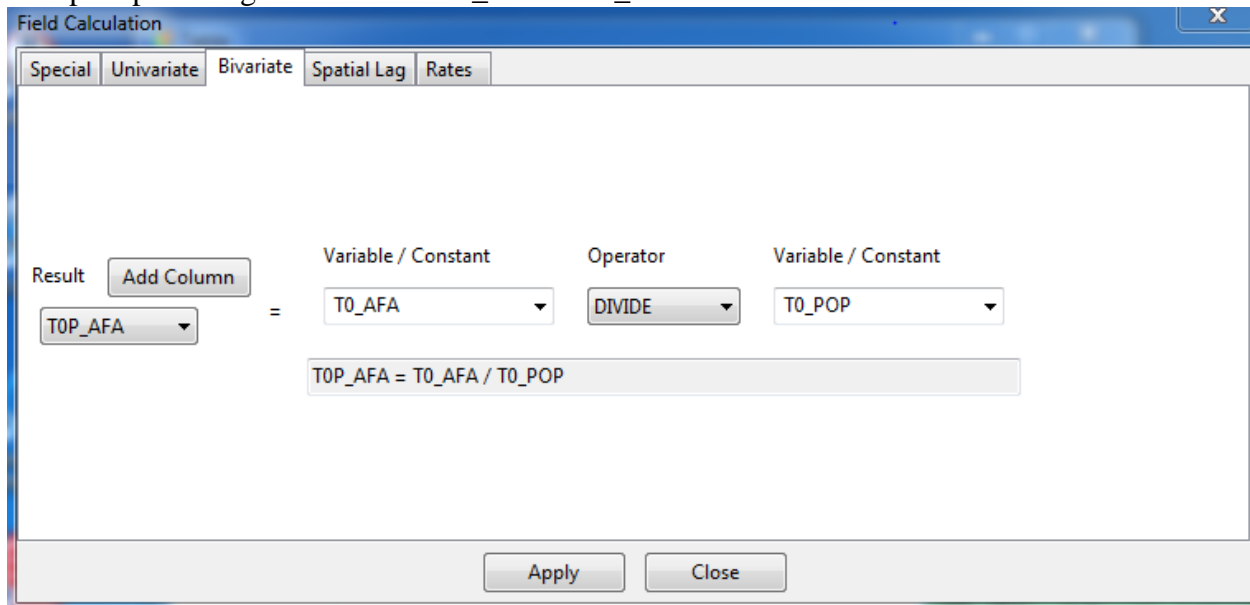 Field Calculation
Special Univariate Bivariate Spatial Lag Rates
Variable / Constant Operator Variable / Constant
Result Add Column
T0P_AFA = T0_AFA DIVIDE T0_POP
T0P_AFA = T0_AFA / T0_POP
Apply Close